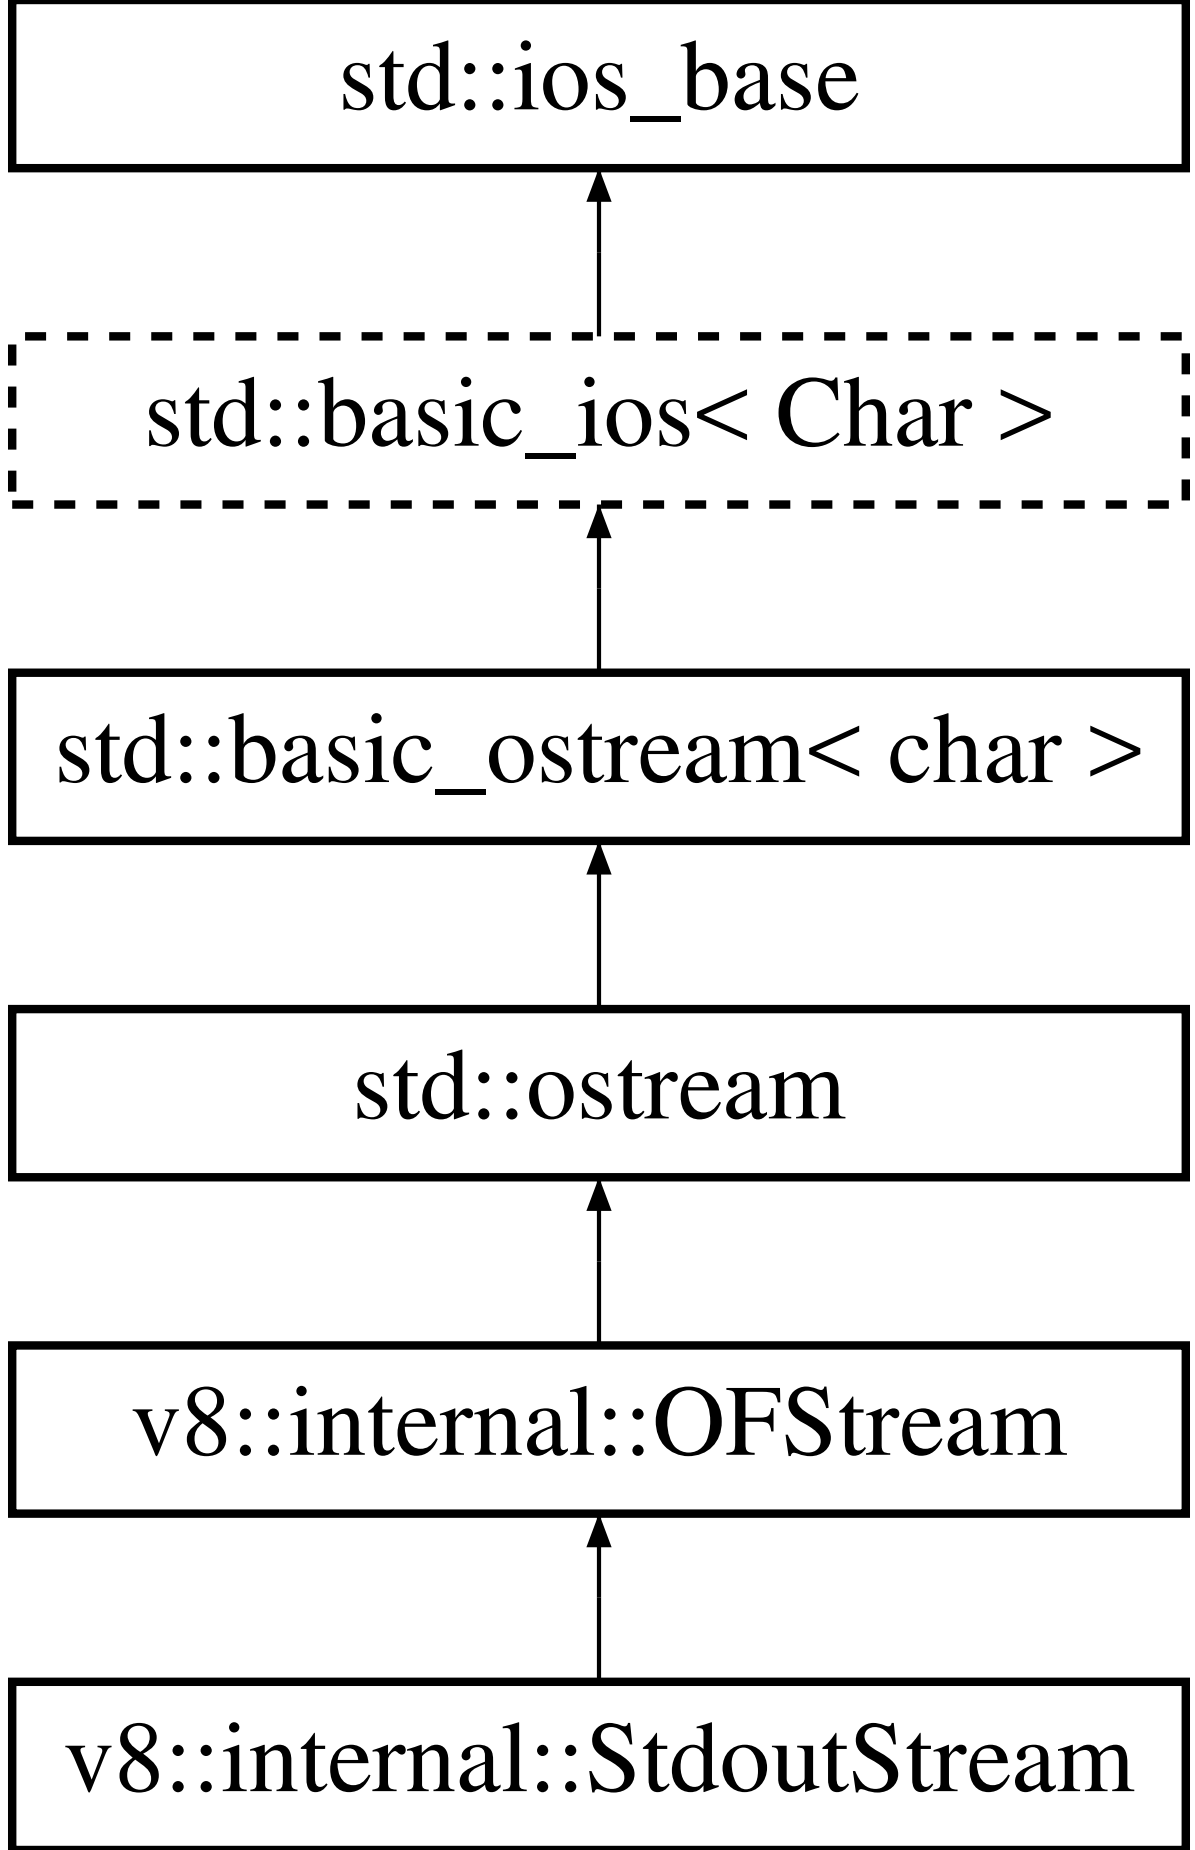 std::ios_base
std::basic_ios< Char >
std::basic_ostream< char >
std::ostream
v8::internal::OFStream
v8::internal::StdoutStream